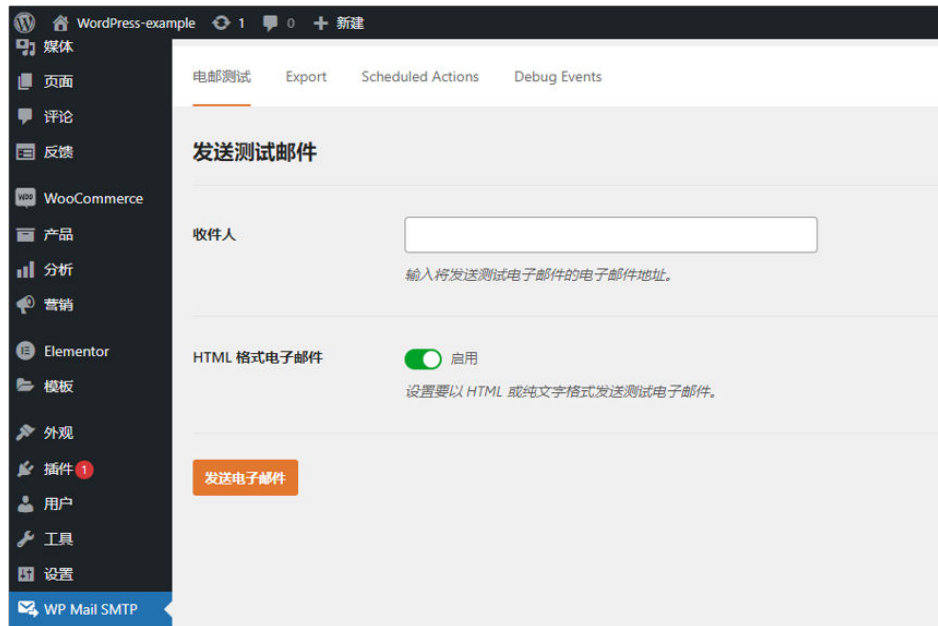 WordPress-example 1 0 新建
媒体
页面
评论
反馈
WooCommerce
产品
分析
营销
Elementor
模板
外观
插件 1
用户
工具
设置
WP Mail SMTP
电邮测试 Export Scheduled Actions Debug Events
发送测试邮件
收件人
输入将发送测试电子邮件的电子邮件地址。
HTML 格式电子邮件 启用
设置要以 HTML 或纯文字格式发送测试电子邮件。
发送电子邮件